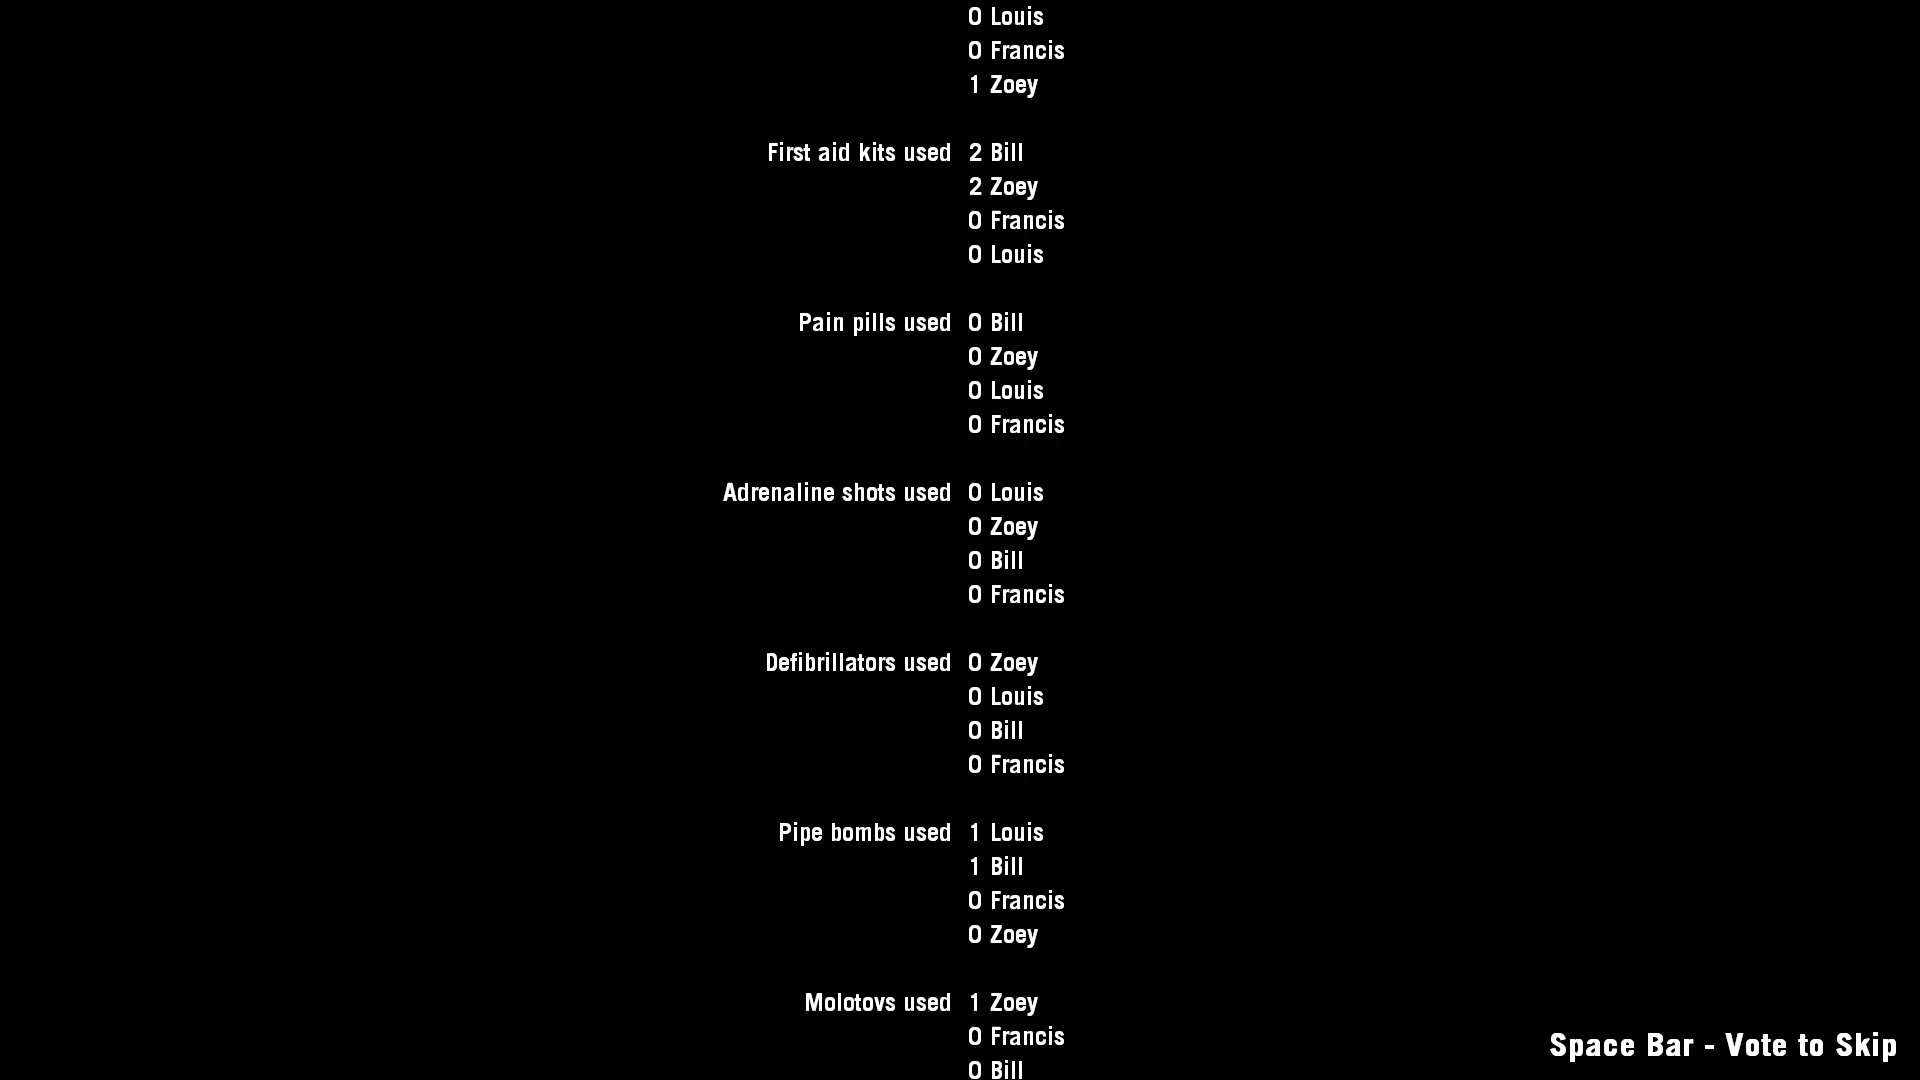 0 Louis
0 Francis
1 Zoey
First aid kits used 2 Bill
2 Zoey
0 Francis
0 Louis
Pain pills used 0 Bill
0 Zoey
0 Louis
0 Francis
Adrenaline shots used 0 Louis
0 Zoey
0 Bill
0 Francis
Defibrillators used 0 Zoey
0 Louis
0 Bill
0 Francis
Pipe bombs used 1 Louis
1 Bill
0 Francis
0 Zoey
Molotovs used 1 Zoey
0 Francis
0 Bill
Space Bar - Vote to Skip